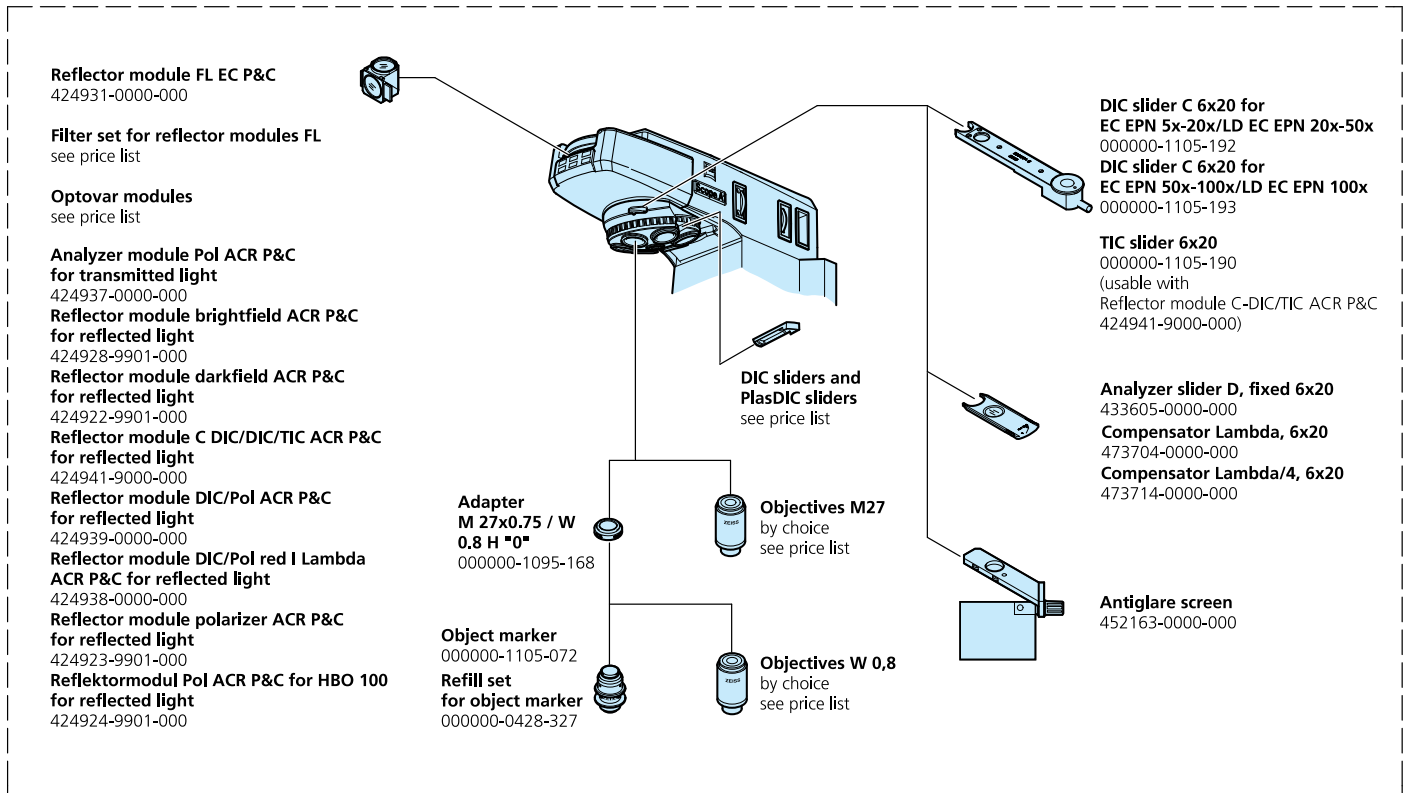 Reflector module FL EC P&C
424931-0000-000
Filter set for reflector modules FL
see price list
Optovar modules
see price list
Analyzer module Pol ACR P&C
for transmitted light
424937-0000-000
Reflector module brightfield ACR P&C
for reflected light
424928-9901-000
Reflector module darkfield ACR P&C
for reflected light
424922-9901-000
Reflector module C DIC/DIC/TIC ACR P&C
for reflected light
424941-9000-000
Reflector module DIC/Pol ACR P&C
for reflected light
424939-0000-000
Reflector module DIC/Pol red I Lambda
ACR P&C for reflected light
424938-0000-000
Reflector module polarizer ACR P&C
for reflected light
424923-9901-000
Reflektormodul Pol ACR P&C for HBO 100
for reflected light
424924-9901-000
Scope.A1
DIC sliders and
PlasDIC sliders
see price list
Adapter
M 27x0.75 / W
0.8 H "0"
000000-1095-168
ZEISS
Objectives M27
by choice
see price list
Object marker
000000-1105-072
Refill set
for object marker
000000-0428-327
ZEISS
Objectives W 0,8
by choice
see price list
DIC slider C 6x20 for
EC EPN 5x-20x/LD EC EPN 20x-50x
000000-1105-192
DIC slider C 6x20 for
EC EPN 50x-100x/LD EC EPN 100x
000000-1105-193
TIC slider 6x20
000000-1105-190
(usable with
Reflector module C-DIC/TIC ACR P&C
424941-9000-000)
Analyzer slider D, fixed 6x20
433605-0000-000
Compensator Lambda, 6x20
473704-0000-000
Compensator Lambda/4, 6x20
473714-0000-000
Antiglare screen
452163-0000-000